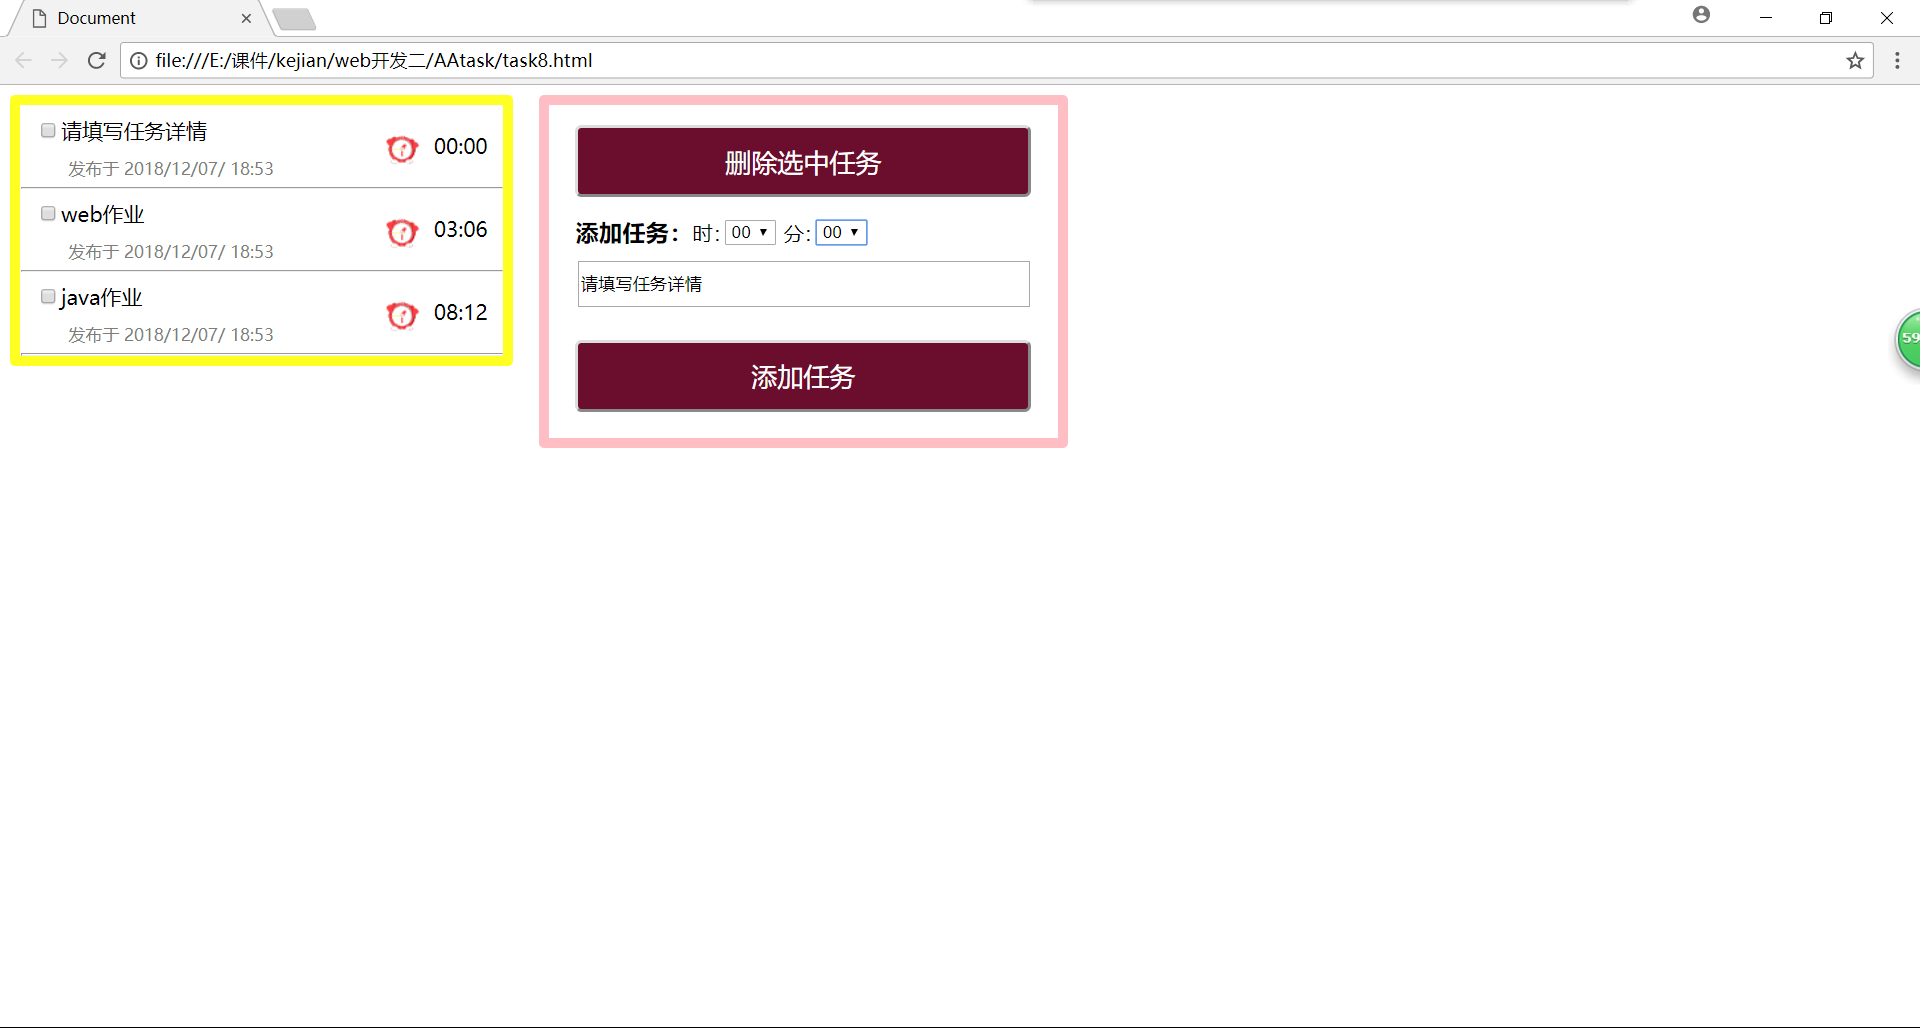 Document
file:///E:/课件/kejian/web开发二/AAtask/task8.html
请填写任务详情
00:00
发布于 2018/12/07/ 18:53
web作业
03:06
发布于 2018/12/07/ 18:53
java作业
08:12
发布于 2018/12/07/ 18:53
删除选中任务
添加任务：时：00 分：00
请填写任务详情
添加任务
59